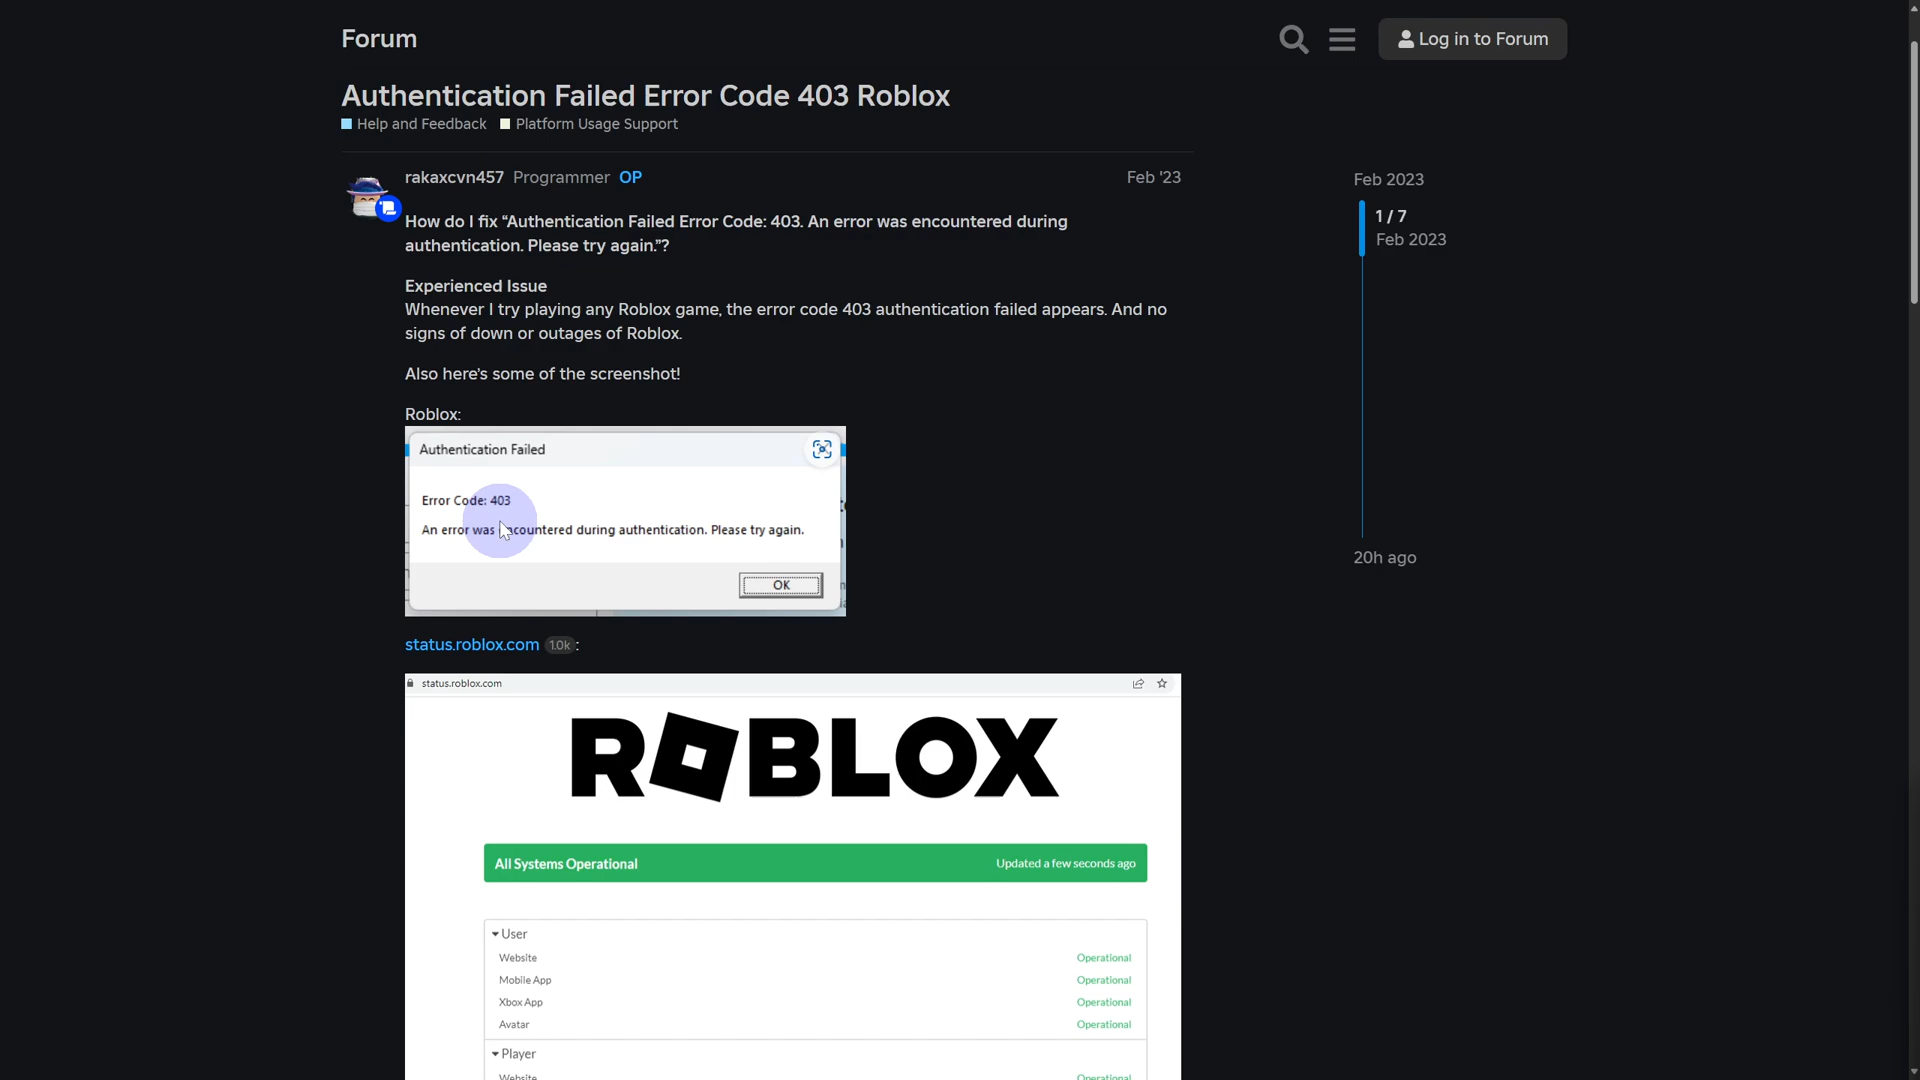 Forum
Log in to Forum
Authentication Failed Error Code 403 Roblox
Help and Feedback Platform Usage Support
rakaxcvn457 Programmer OP Feb '23
How do I fix “Authentication Failed Error Code: 403. An error was encountered during
authentication. Please try again.”?
Experienced Issue
Whenever I try playing any Roblox game, the error code 403 authentication failed appears. And no
signs of down or outages of Roblox.
Also here’s some of the screenshot!
Roblox:
Authentication Failed
Error Code: 403
An error was encountered during authentication. Please try again.
OK
status.roblox.com 1.0k :
status.roblox.com
ROBLOX
All Systems Operational Updated a few seconds ago
User
Website Operational
Mobile App Operational
Xbox App Operational
Avatar Operational
Player
Website Operational
Feb 2023
1 / 7
Feb 2023
20h ago